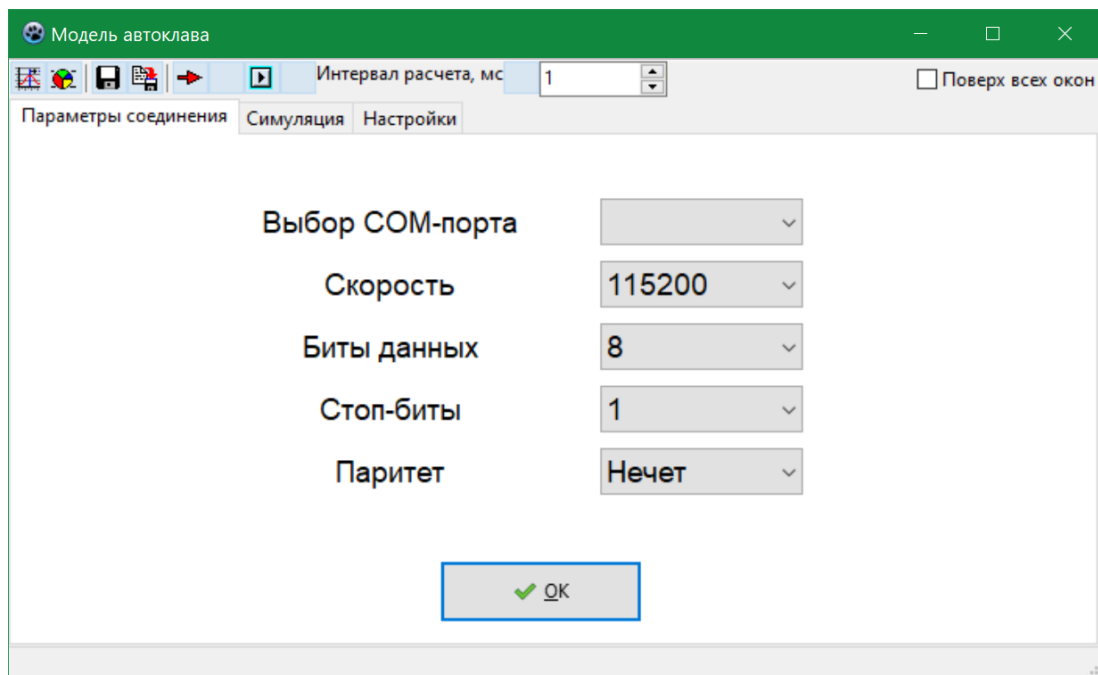 Модель автоклава
Интервал расчета, мс 1 Поверх всех окон
Параметры соединения Симуляция Настройки
Выбор COM-порта
Скорость 115200
Биты данных 8
Стоп-биты 1
Паритет Нечет
OK